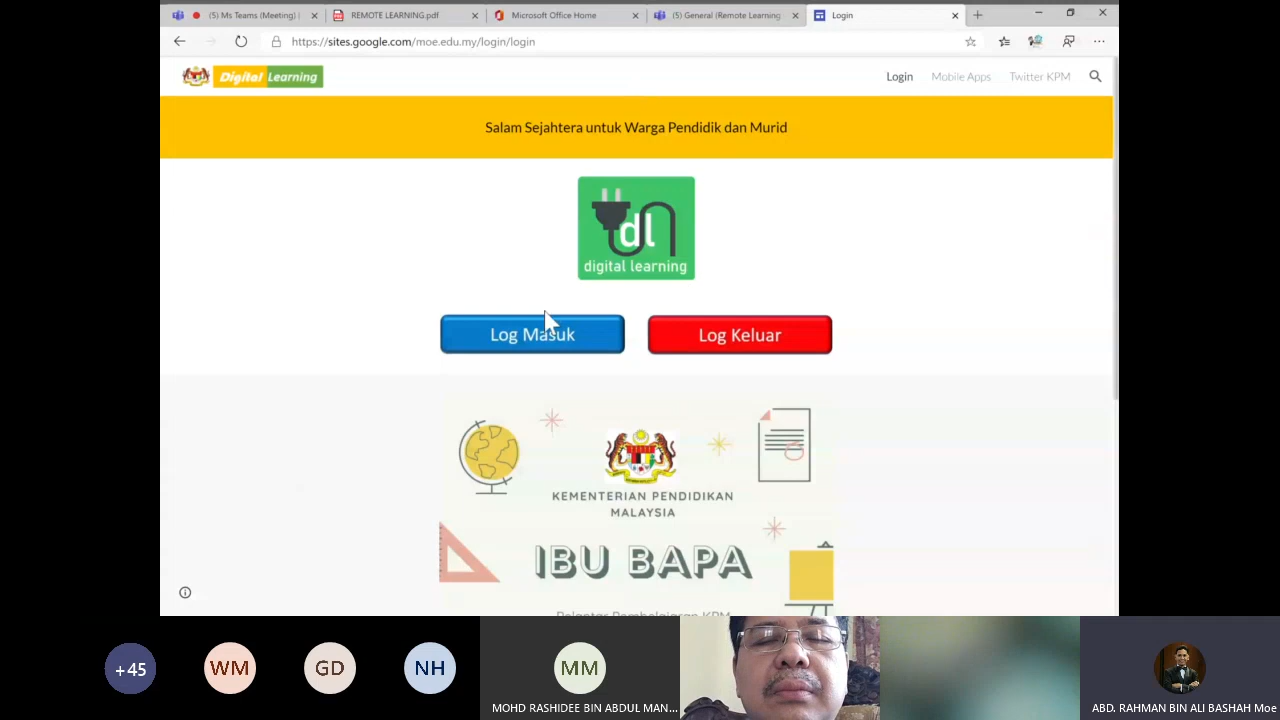 (5) Ms Teams (Meeting) |
REMOTE LEARNING.pdf
Microsoft Office Home
(5) General (Remote Learning
Login
https://sites.google.com/moe.edu.my/login/login
Digital Learning
Login
Mobile Apps
Twitter KPM
Salam Sejahtera untuk Warga Pendidik dan Murid
dl
digital learning
Log Masuk
Log Keluar
KEMENTERIAN PENDIDIKAN
MALAYSIA
IBU BAPA
Pelantar Pembelajaran KPM
+45
WM
GD
NH
MM
MOHD RASHIDEE BIN ABDUL MAN...
ABD. RAHMAN BIN ALI BASHAH Moe